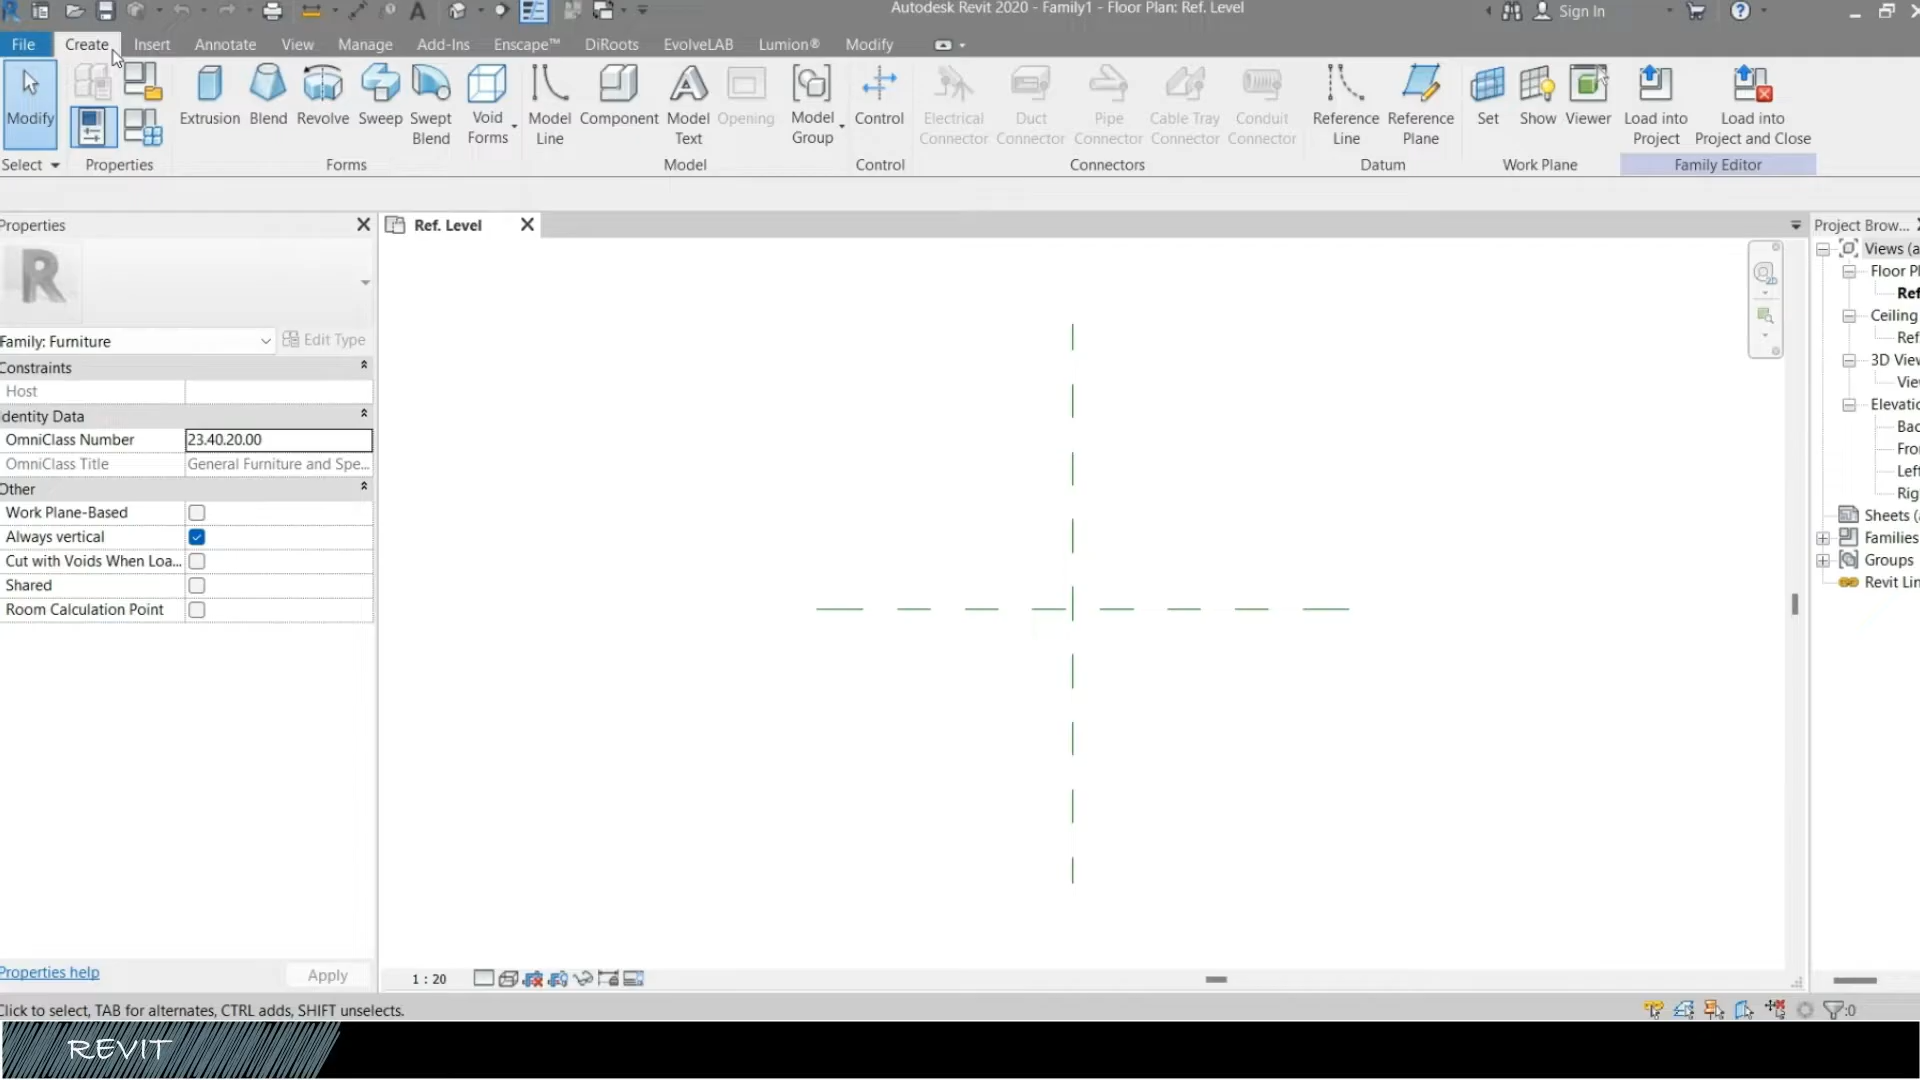 Autodesk Revit 2020 - Family1 - Floor Plan: Ref. Level
Sign In
File Create Insert Annotate View Manage Add-Ins Enscape™ DiRoots EvolveLAB Lumion® Modify
Modify
Extrusion Blend Revolve Sweep Swept Blend Void Forms
Model Line Component Model Text Opening Model Group Control
Electrical Connector Duct Connector Pipe Connector Cable Tray Connector Conduit Connector
Reference Line Reference Plane Set Show Viewer Load into Project Load into Project and Close
Select Properties Forms Model Control Connectors Datum Work Plane Family Editor
Properties
Ref. Level
Project Brow...
Family: Furniture
Edit Type
Constraints
Host
Identity Data
OmniClass Number 23.40.20.00
OmniClass Title General Furniture and Spe...
Other
Work Plane-Based
Always vertical
Cut with Voids When Loa...
Shared
Room Calculation Point
Views (a
Floor Pl
Ref
Ceiling
Ref
3D View
Vie
Elevatio
Bac
Fro
Left
Rig
Sheets (
Families
Groups
Revit Lin
2D
Properties help
Apply
1 : 20
Click to select, TAB for alternates, CTRL adds, SHIFT unselects.
:0
REVIT